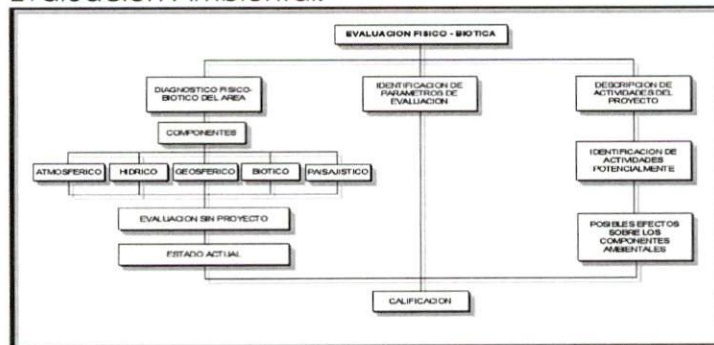 Evaluación Ambiental.
EVALUACION FISICO - BIOTICA
DIAGNOSTICO FISICO-
BIOTICO DEL AREA
IDENTIFICACION DE
PARAMETROS DE
EVALUACION
DESCRIPCION DE
ACTIVIDADES DEL
PROYECTO
COMPONENTES
IDENTIFICACION DE
ACTIVIDADES
POTENCIALMENTE
ATMOSFERICO
HIDRICO
GEOSFERICO
BIOTICO
PAISAJISTICO
EVALUACION SIN PROYECTO
POSIBLES EFECTOS
SOBRE LOS
COMPONENTES
AMBIENTALES
ESTADO ACTUAL
CALIFICACION